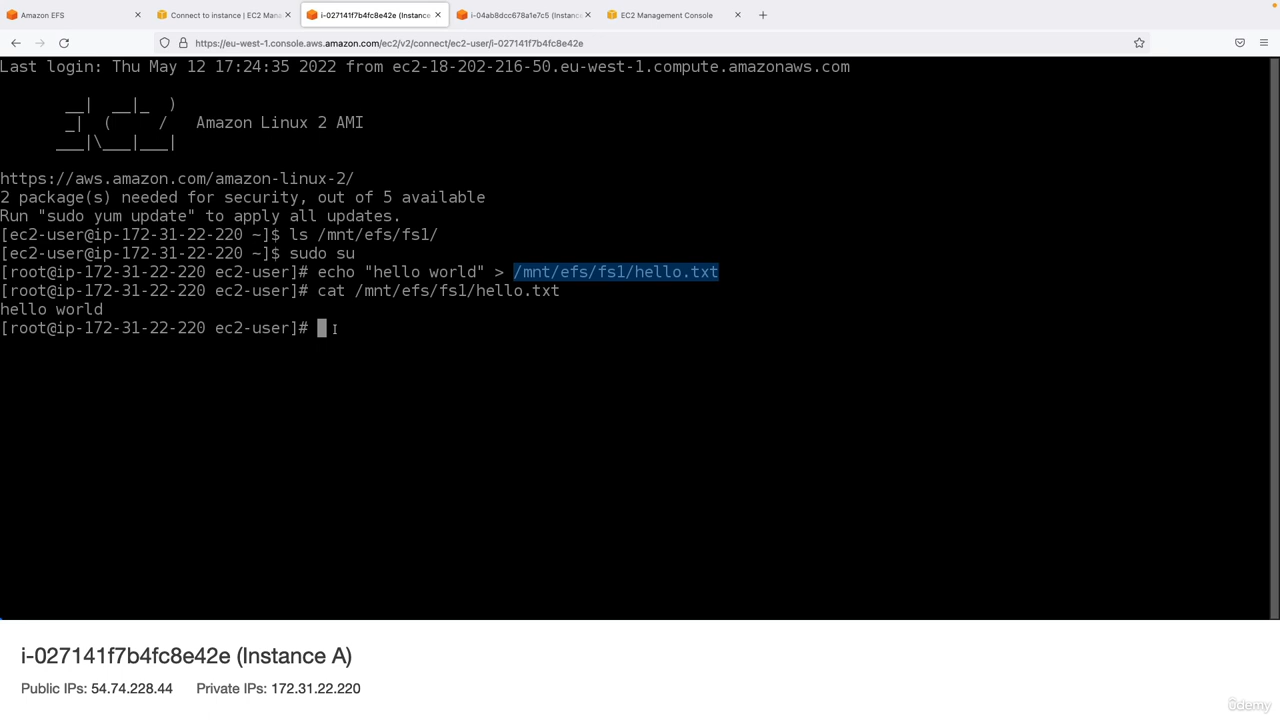 Amazon EFS
Connect to instance | EC2 Mana
i-027141f7b4fc8e42e (Instance
i-04ab8dcc678a1e7c5 (Instanc
EC2 Management Console
https://eu-west-1.console.aws.amazon.com/ec2/v2/connect/ec2-user/i-027141f7b4fc8e42e
Last login: Thu May 12 17:24:35 2022 from ec2-18-202-216-50.eu-west-1.compute.amazonaws.com
__|  __|_  )
_|  (     /   Amazon Linux 2 AMI
___|\___|___|
https://aws.amazon.com/amazon-linux-2/
2 package(s) needed for security, out of 5 available
Run "sudo yum update" to apply all updates.
[ec2-user@ip-172-31-22-220 ~]$ ls /mnt/efs/fs1/
[ec2-user@ip-172-31-22-220 ~]$ sudo su
[root@ip-172-31-22-220 ec2-user]# echo "hello world" > /mnt/efs/fs1/hello.txt
[root@ip-172-31-22-220 ec2-user]# cat /mnt/efs/fs1/hello.txt
hello world
[root@ip-172-31-22-220 ec2-user]#
i-027141f7b4fc8e42e (Instance A)
Public IPs: 54.74.228.44 Private IPs: 172.31.22.220
ûdemy